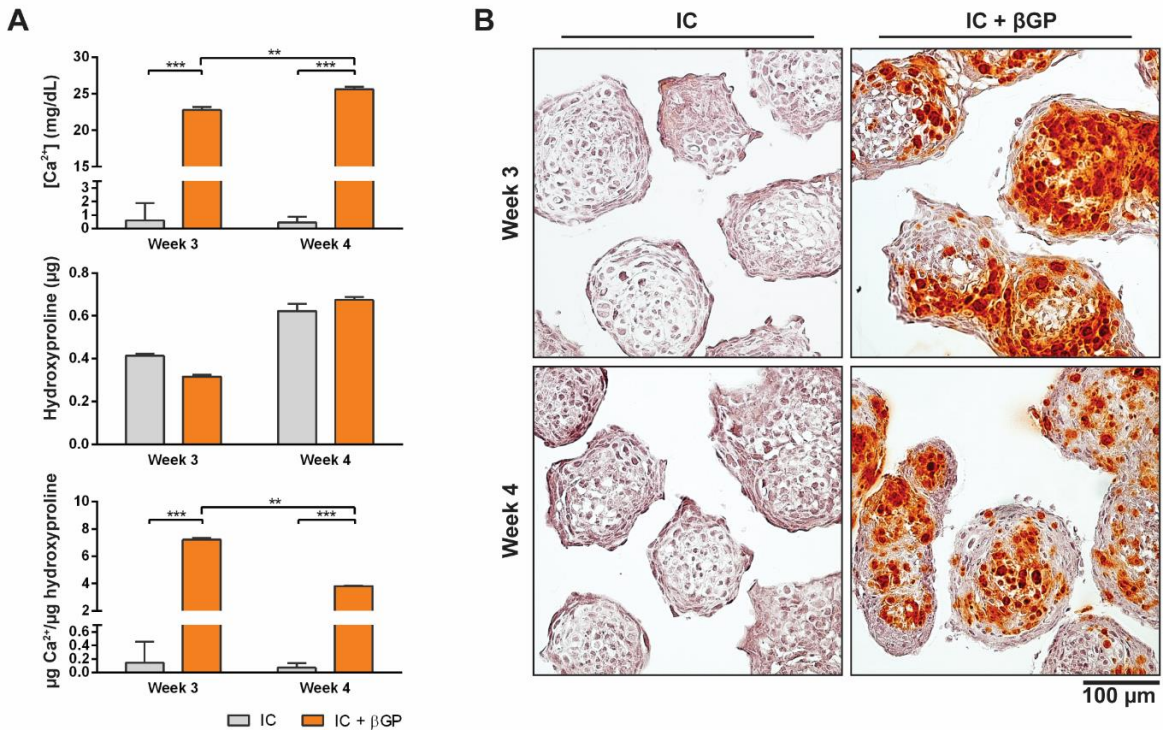 A
[Ca²⁺] (mg/dL)
30
25
20
15
3
2
1
0
***
**
***
Week 3
Week 4
Hydroxyproline (µg)
0.8
0.6
0.4
0.2
0.0
Week 3
Week 4
µg Ca²⁺/µg hydroxyproline
10
8
6
4
2
0.6
0.4
0.2
0.0
***
**
***
Week 3
Week 4
IC
IC + βGP
B
IC
IC + βGP
Week 3
Week 4
100 µm